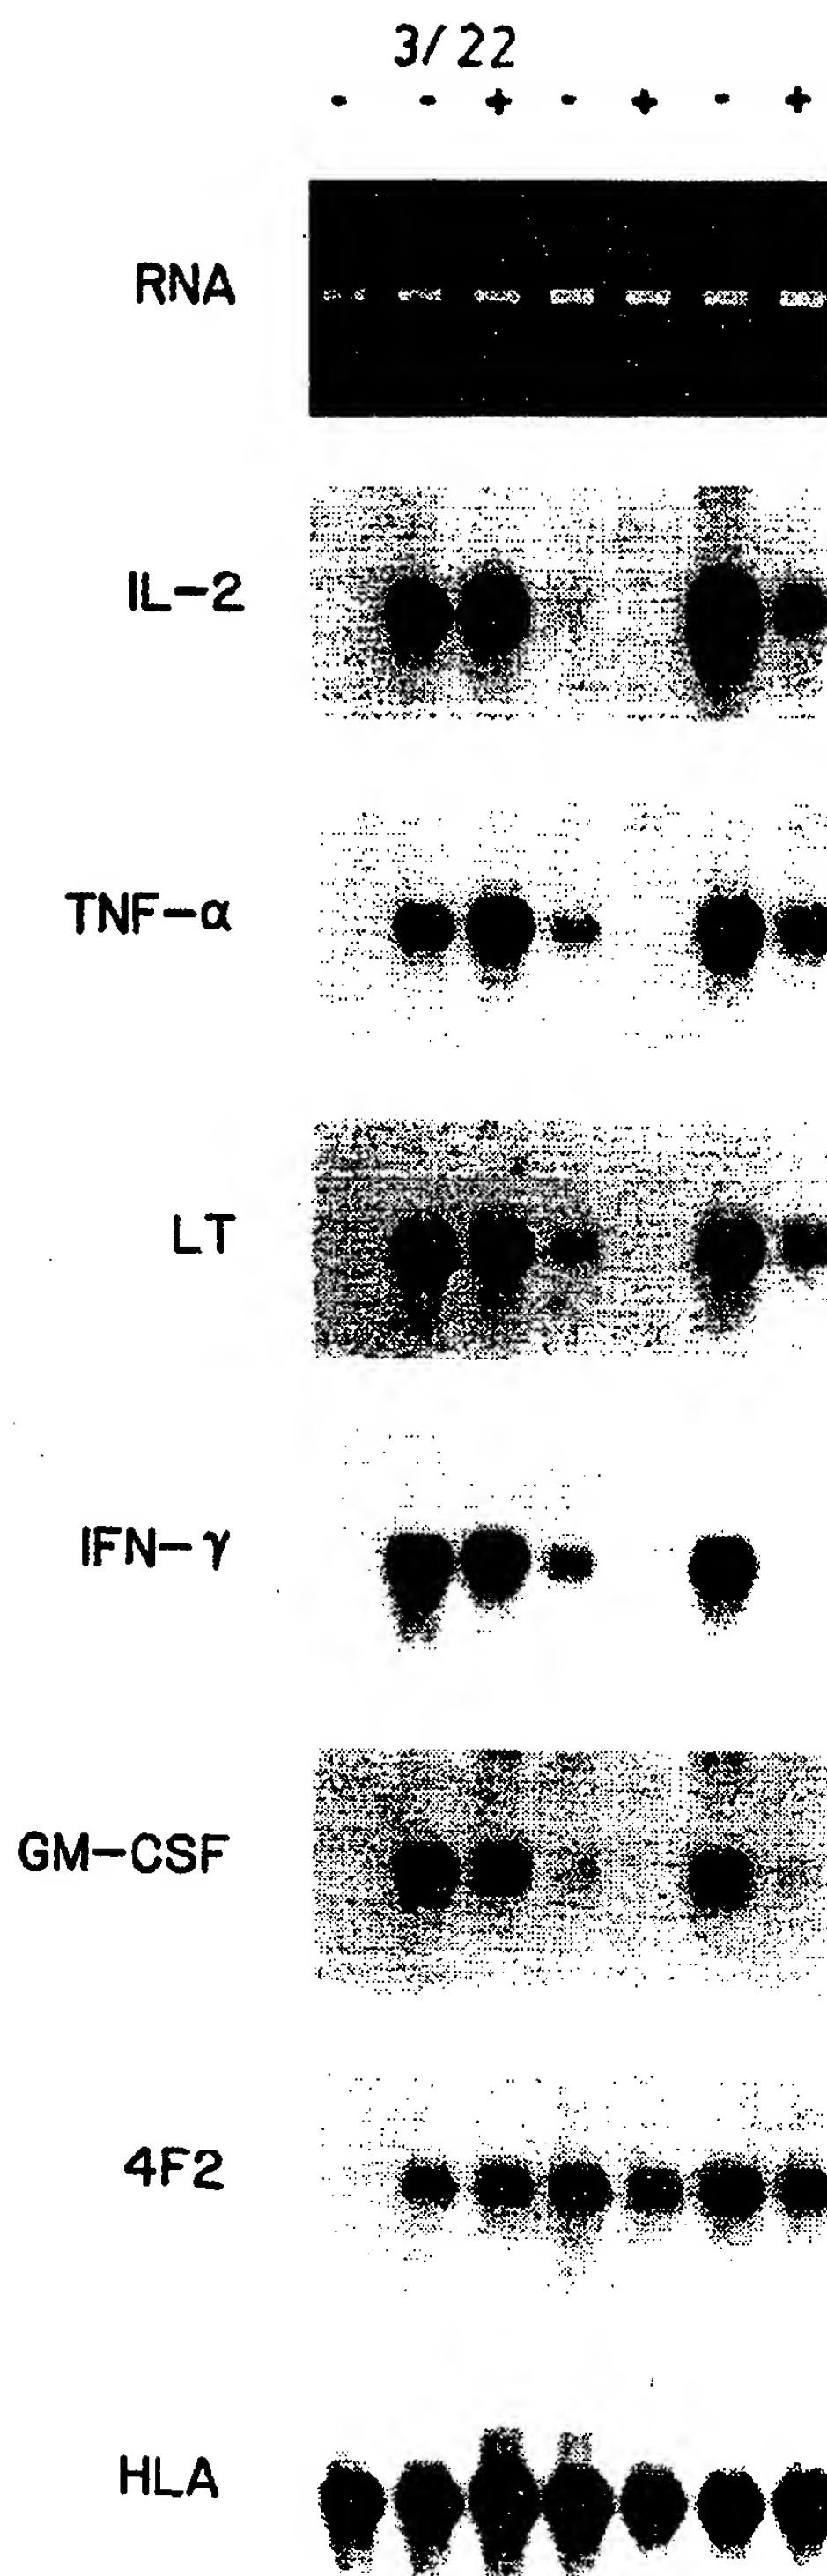 3/22
- - + - + - +
RNA
IL-2
TNF-α
LT
IFN-γ
GM-CSF
4F2
HLA